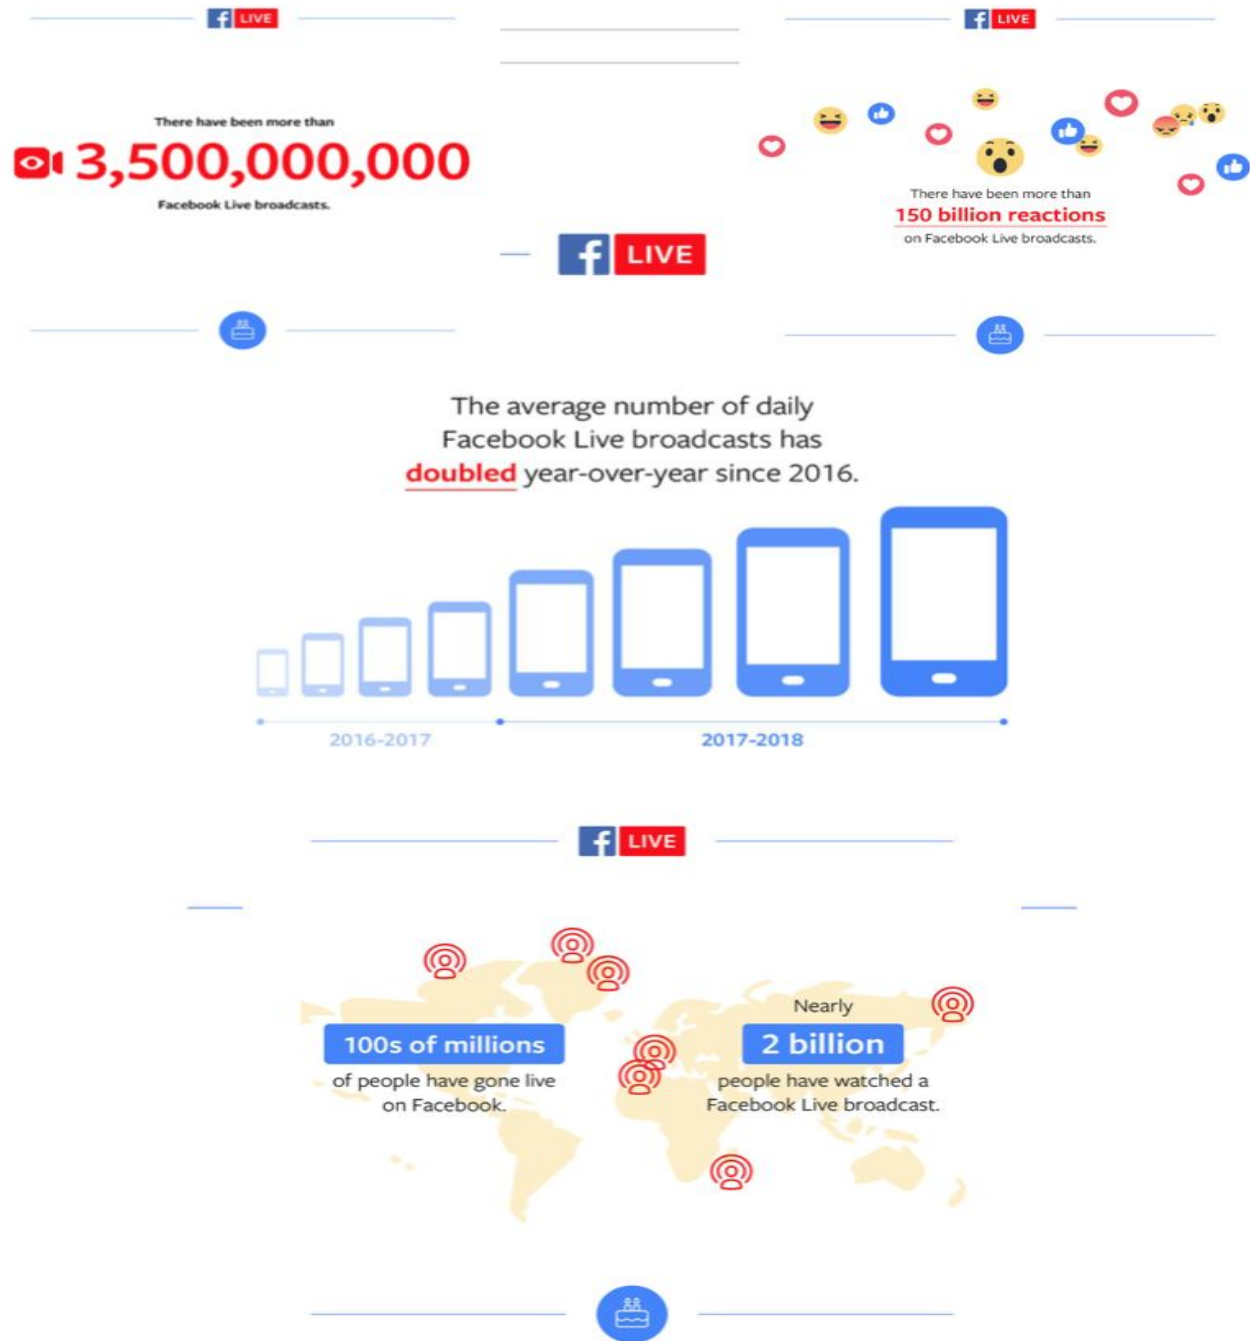 f LIVE
There have been more than
3,500,000,000
Facebook Live broadcasts.
f LIVE
There have been more than
150 billion reactions
on Facebook Live broadcasts.
f LIVE
The average number of daily
Facebook Live broadcasts has
doubled year-over-year since 2016.
2016-2017
2017-2018
f LIVE
100s of millions
of people have gone live
on Facebook.
Nearly
2 billion
people have watched a
Facebook Live broadcast.